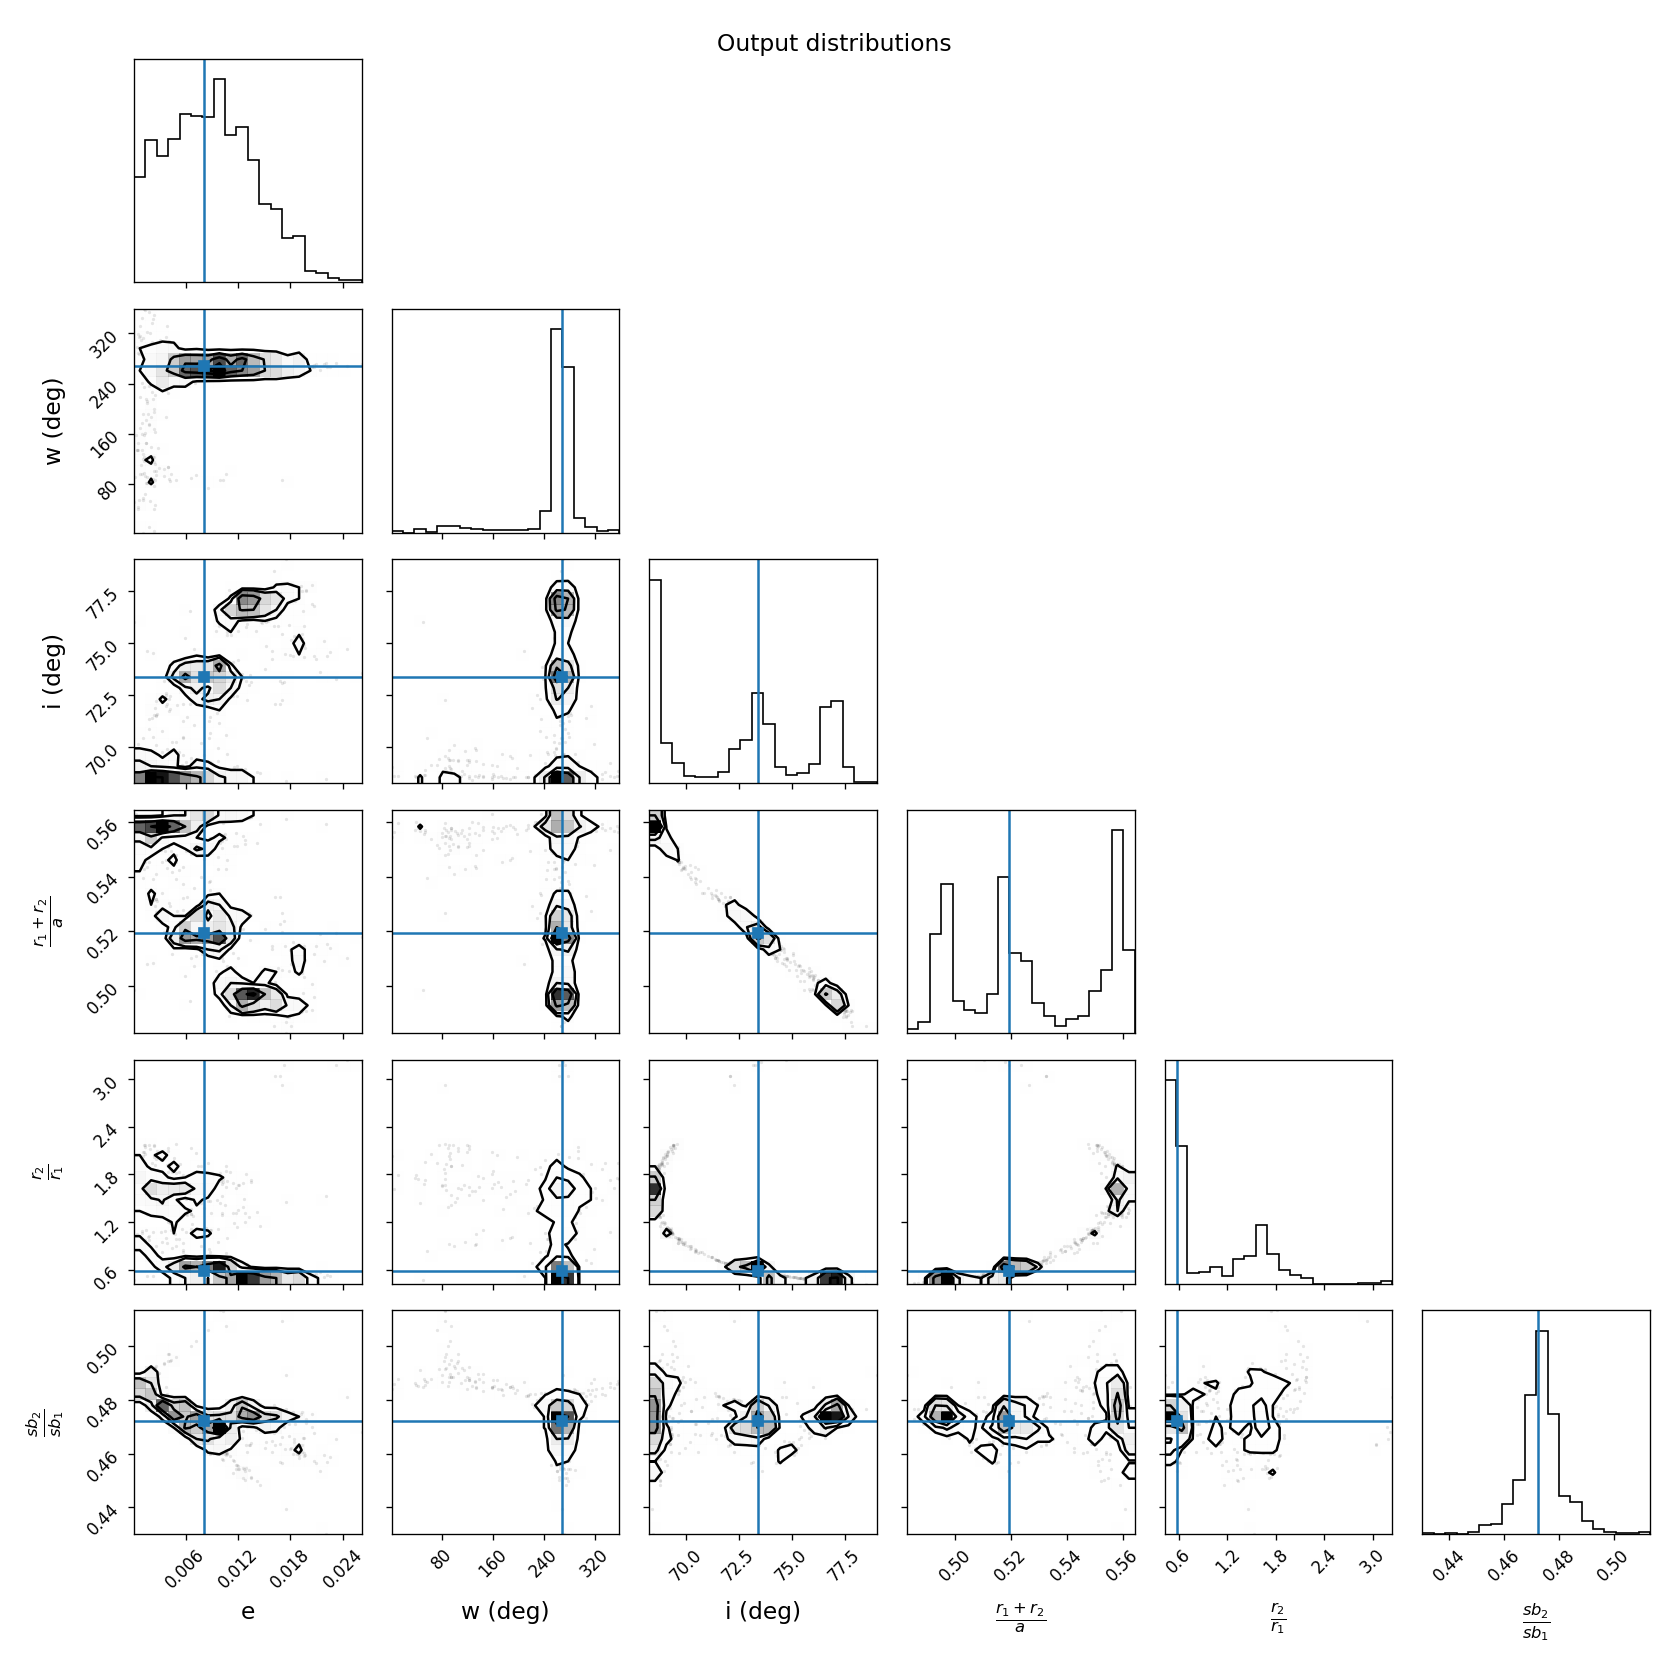 Output distributions
320
240
160
80
w (deg)
77.5
75.0
72.5
70.0
i (deg)
0.56
0.54
0.52
0.50
r1 + r2
a
3.0
2.4
1.8
1.2
0.6
r2
r1
0.50
0.48
0.46
0.44
sb2
sb1
0.006 0.012 0.018 0.024 80 160 240 320 70.0 72.5 75.0 77.5 0.50 0.52 0.54 0.56 0.6 1.2 1.8 2.4 3.0 0.44 0.46 0.48 0.50
e w (deg) i (deg) r1 + r2 r2 sb2
a r1 sb1